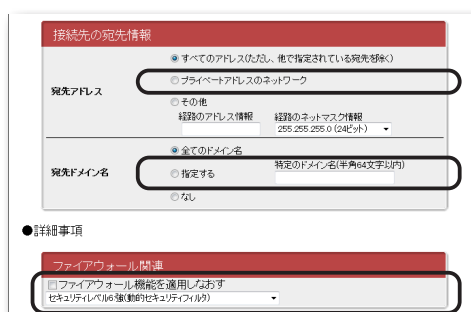 接続先の宛先情報
すべてのアドレス(ただし、他で指定されている宛先を除く)
プライベートアドレスのネットワーク
宛先アドレス
その他
経路のアドレス情報 経路のネットマスク情報
255.255.255.0 (24ビット)
全てのドメイン名
特定のドメイン名(半角64文字以内)
宛先ドメイン名
指定する
なし
●詳細事項
ファイアウォール関連
ファイアウォール機能を適用しなおす
セキュリティレベル6:強(動的セキュリティフィルタ)